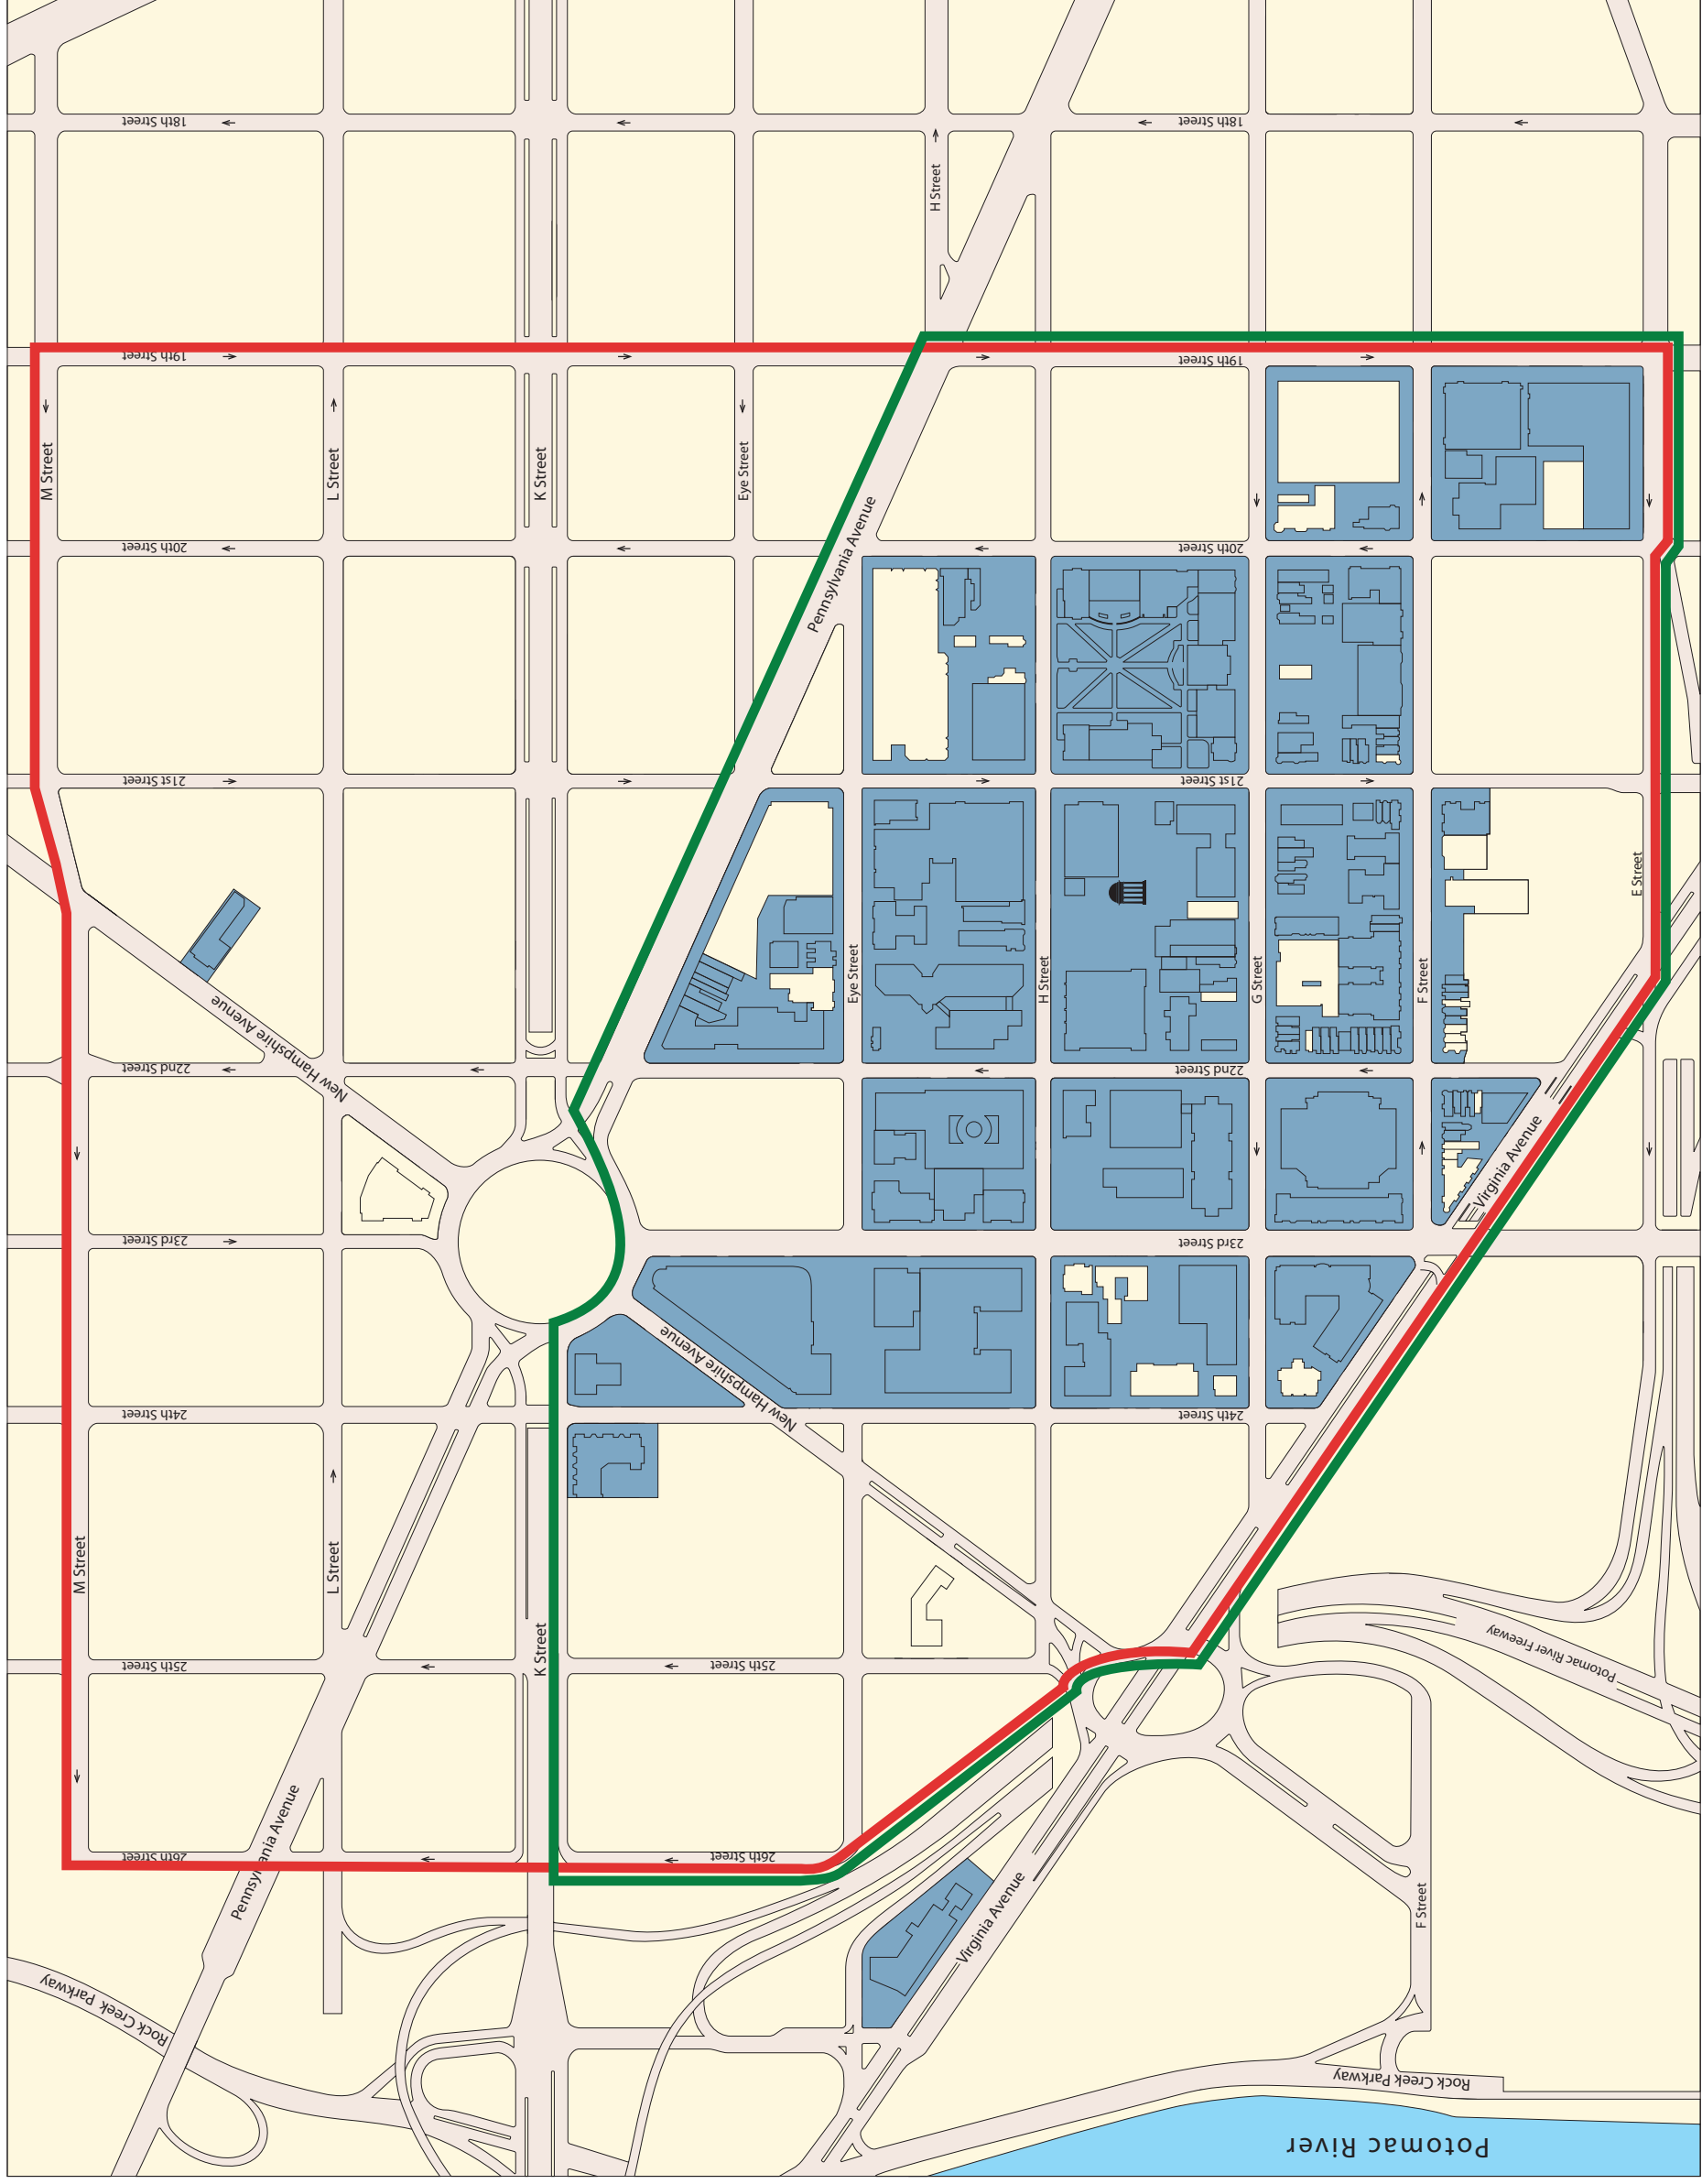 18th Street
18th Street
H Street
19th Street
19th Street
M Street
L Street
K Street
Eye Street
Pennsylvania Avenue
20th Street
20th Street
21st Street
21st Street
E Street
New Hampshire Avenue
Eye Street
H Street
G Street
F Street
22nd Street
22nd Street
Virginia Avenue
23rd Street
23rd Street
New Hampshire Avenue
24th Street
24th Street
M Street
L Street
K Street
25th Street
25th Street
Potomac River Freeway
Pennsylvania Avenue
26th Street
26th Street
Virginia Avenue
F Street
Rock Creek Parkway
Rock Creek Parkway
Potomac River